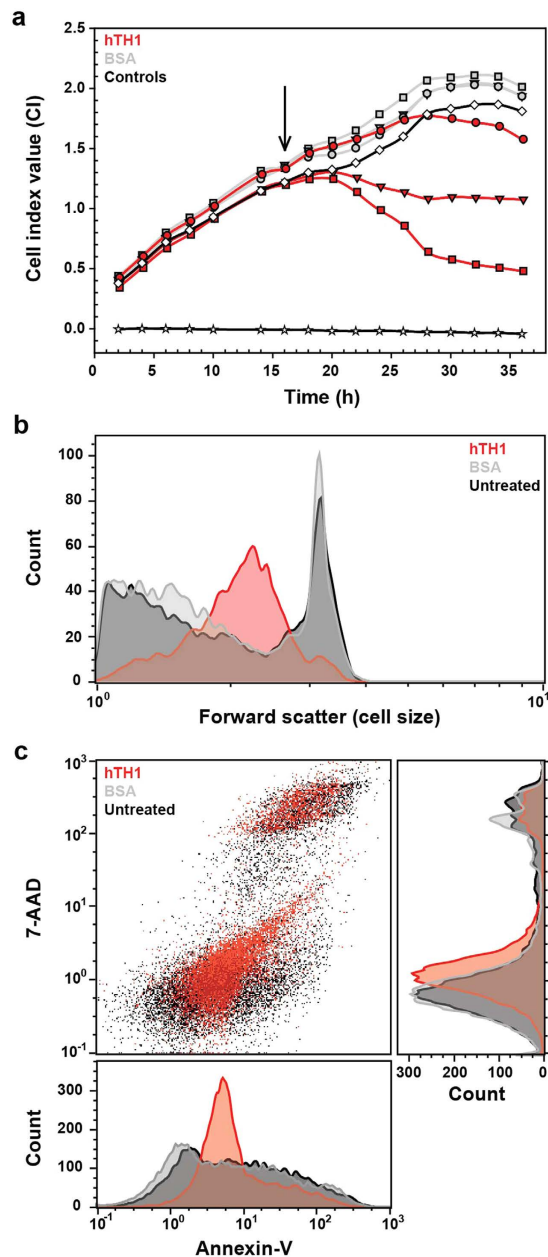 a
hTH1
BSA
Controls
Cell index value (CI)
2.5
2.0
1.5
1.0
0.5
0.0
0 5 10 15 20 25 30 35
Time (h)
b
hTH1
BSA
Untreated
Count
100
80
60
40
20
0
10⁰ 10¹
Forward scatter (cell size)
c
hTH1
BSA
Untreated
7-AAD
10³
10²
10¹
10⁰
10⁻¹
300 200 100 0
Count
Count
300
200
100
0
10⁻¹ 10⁰ 10¹ 10² 10³
Annexin-V